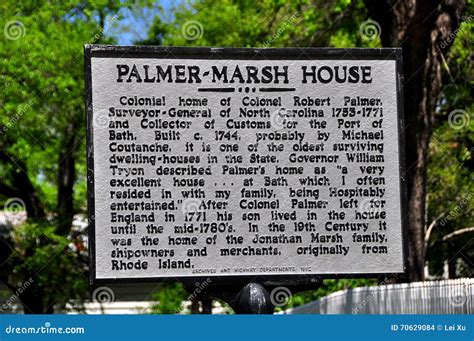 PALMER-MARSH HOUSE
Colonial home of Colonel Robert Palmer,
Surveyor-General of North Carolina 1753-1771
and Collector of Customs for the Port of
Bath. Built c. 1744, probably by Michael
Coutanche, it is one of the oldest surviving
dwelling-houses in the State. Governor William
Tryon described Palmer's home as "a very
excellent house ... at Bath which I often
resided in with my family, being Hospitably
entertained." After Colonel Palmer left for
England in 1771 his son lived in the house
until the mid-1780's. In the 19th Century it
was the home of the Jonathan Marsh family,
shipowners and merchants, originally from
Rhode Island.
ARCHIVES AND HIGHWAY DEPARTMENTS
dreamstime.com
ID 70629084 © Lei Xu